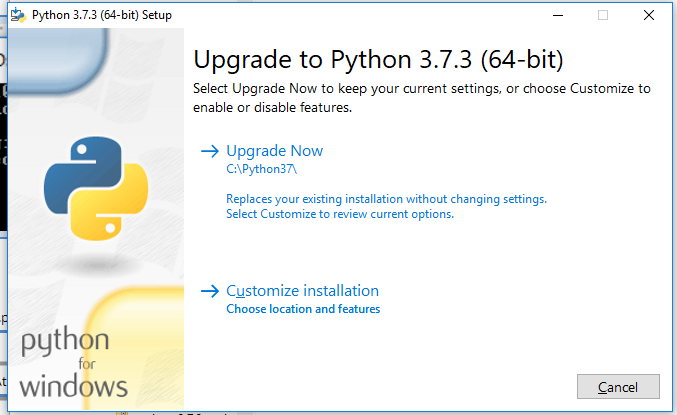 Python 3.7.3 (64-bit) Setup
Upgrade to Python 3.7.3 (64-bit)
Select Upgrade Now to keep your current settings, or choose Customize to
enable or disable features.
Upgrade Now
C:\Python37\
Replaces your existing installation without changing settings.
Select Customize to review current options.
Customize installation
Choose location and features
python
for
windows
Cancel